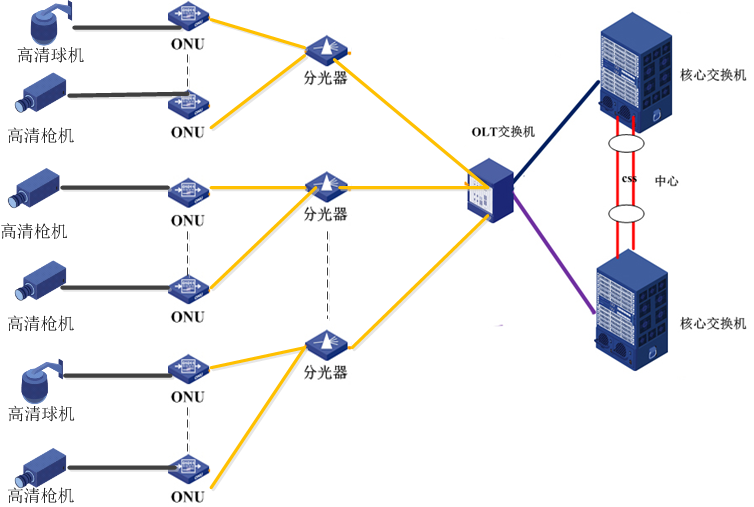 高清球机
ONU
分光器
核心交换机
高清枪机
ONU
OLT交换机
高清枪机
ONU
分光器
css
中心
高清枪机
ONU
核心交换机
高清球机
ONU
分光器
高清枪机
ONU